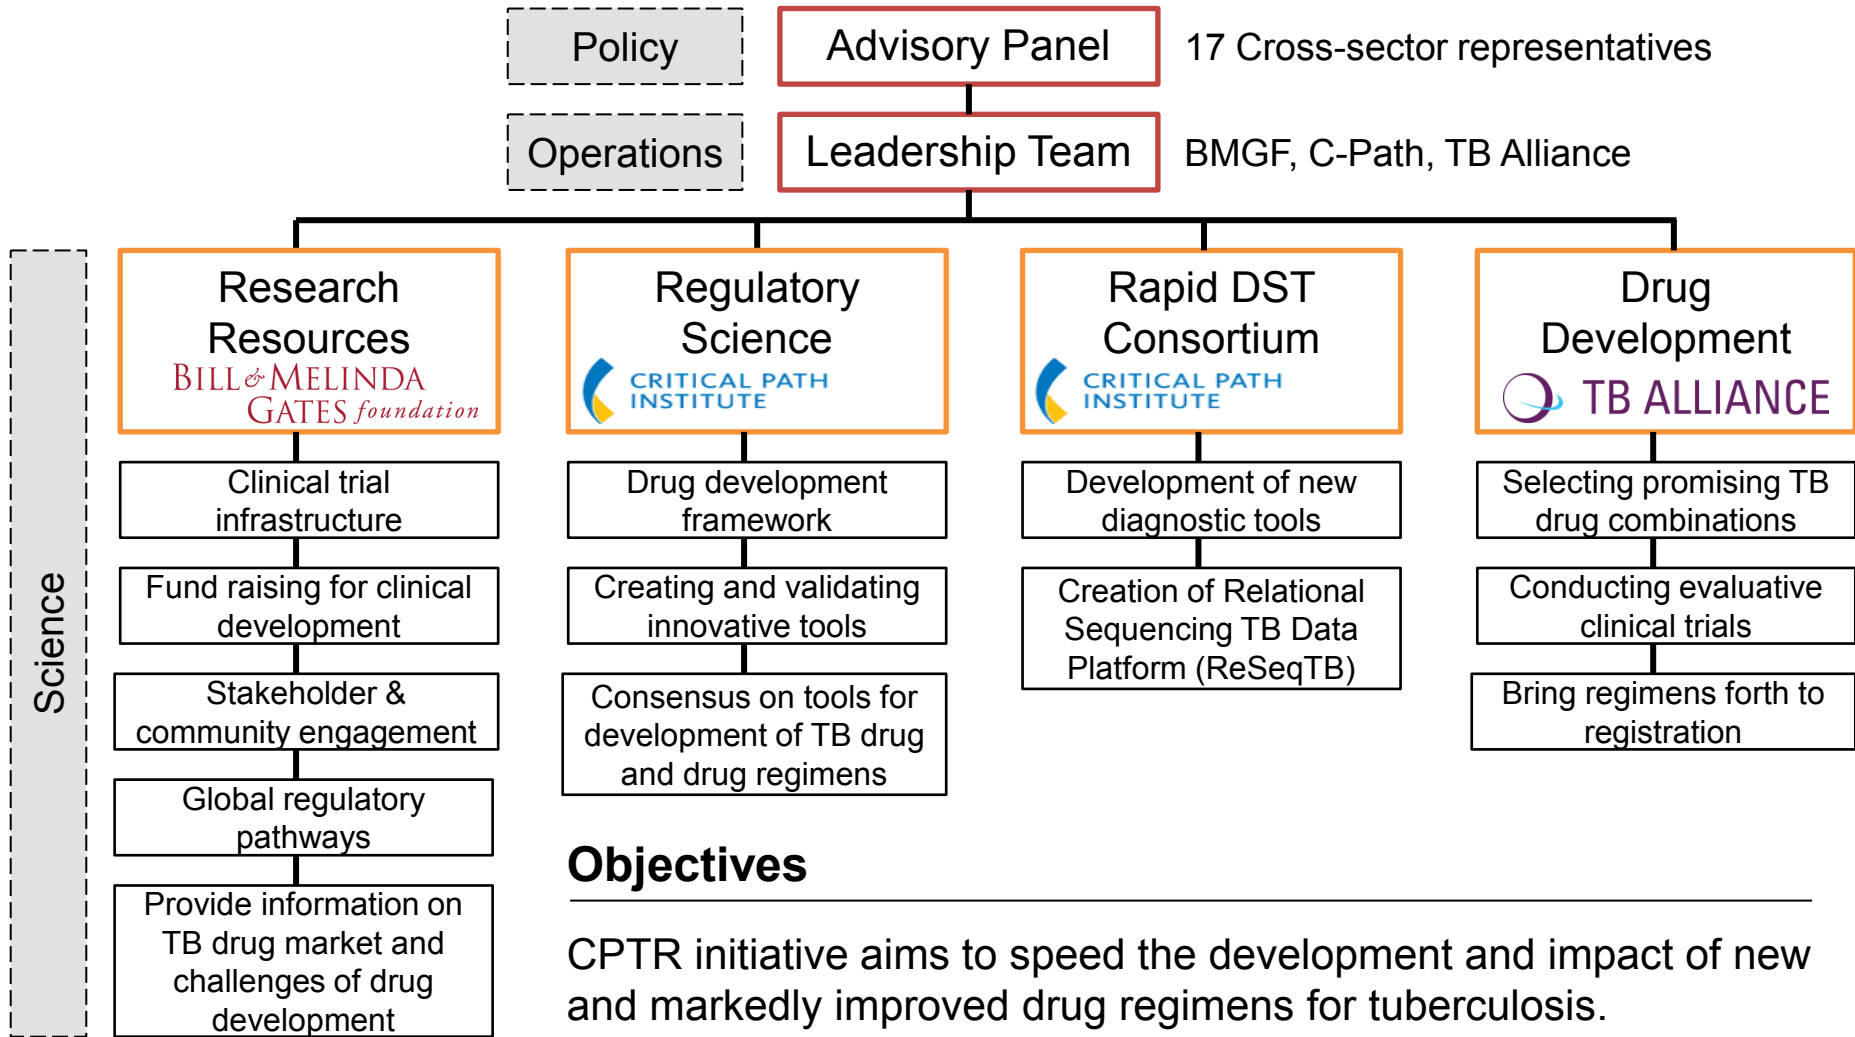 Policy
Advisory Panel
17 Cross-sector representatives
Operations
Leadership Team
BMGF, C-Path, TB Alliance
Science
Research
Resources
BILL & MELINDA
GATES foundation
Clinical trial
infrastructure
Fund raising for clinical
development
Stakeholder &
community engagement
Global regulatory
pathways
Provide information on
TB drug market and
challenges of drug
development
Regulatory
Science
CRITICAL PATH
INSTITUTE
Drug development
framework
Creating and validating
innovative tools
Consensus on tools for
development of TB drug
and drug regimens
Rapid DST
Consortium
CRITICAL PATH
INSTITUTE
Development of new
diagnostic tools
Creation of Relational
Sequencing TB Data
Platform (ReSeqTB)
Drug
Development
TB ALLIANCE
Selecting promising TB
drug combinations
Conducting evaluative
clinical trials
Bring regimens forth to
registration
Objectives
CPTR initiative aims to speed the development and impact of new
and markedly improved drug regimens for tuberculosis.